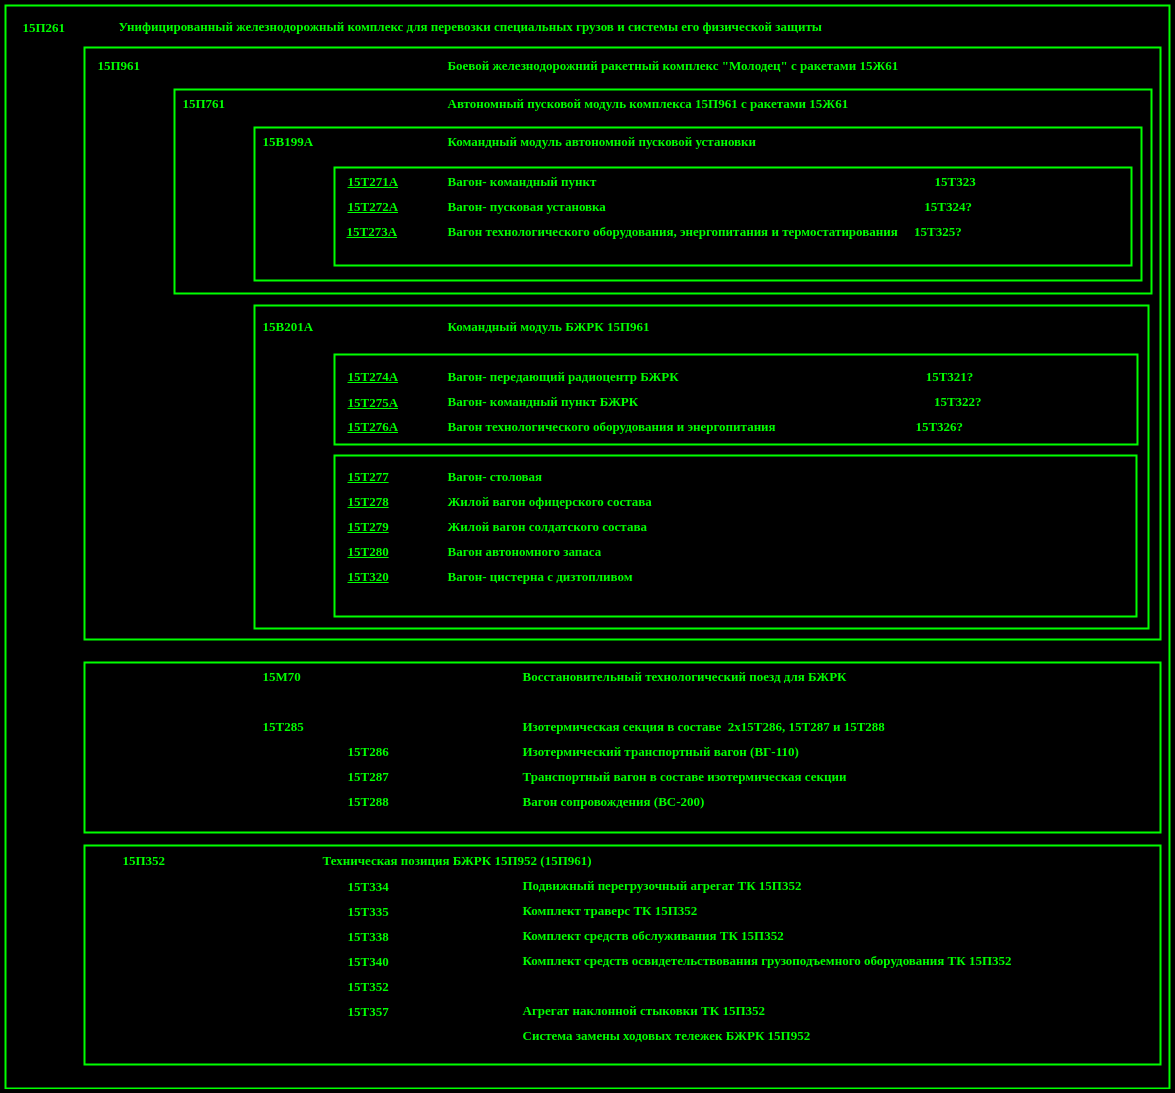 15П261 Унифицированный железнодорожный комплекс для перевозки специальных грузов и системы его физической защиты
15П961 Боевой железнодорожний ракетный комплекс "Молодец" с ракетами 15Ж61
15П761 Автономный пусковой модуль комплекса 15П961 с ракетами 15Ж61
15В199А Командный модуль автономной пусковой установки
15Т271А Вагон- командный пункт 15Т323
15Т272А Вагон- пусковая установка 15Т324?
15Т273А Вагон технологического оборудования, энергопитания и термостатирования 15Т325?
15В201А Командный модуль БЖРК 15П961
15Т274А Вагон- передающий радиоцентр БЖРК 15Т321?
15Т275А Вагон- командный пункт БЖРК 15Т322?
15Т276А Вагон технологического оборудования и энергопитания 15Т326?
15Т277 Вагон- столовая
15Т278 Жилой вагон офицерского состава
15Т279 Жилой вагон солдатского состава
15Т280 Вагон автономного запаса
15Т320 Вагон- цистерна с дизтопливом
15М70 Восстановительный технологический поезд для БЖРК
15Т285 Изотермическая секция в составе 2х15Т286, 15Т287 и 15Т288
15Т286 Изотермический транспортный вагон (ВГ-110)
15Т287 Транспортный вагон в составе изотермическая секции
15Т288 Вагон сопровождения (ВС-200)
15П352 Техническая позиция БЖРК 15П952 (15П961)
15Т334 Подвижный перегрузочный агрегат ТК 15П352
15Т335 Комплект траверс ТК 15П352
15Т338 Комплект средств обслуживания ТК 15П352
15Т340 Комплект средств освидетельствования грузоподъемного оборудования ТК 15П352
15Т352
15Т357 Агрегат наклонной стыковки ТК 15П352
Система замены ходовых тележек БЖРК 15П952